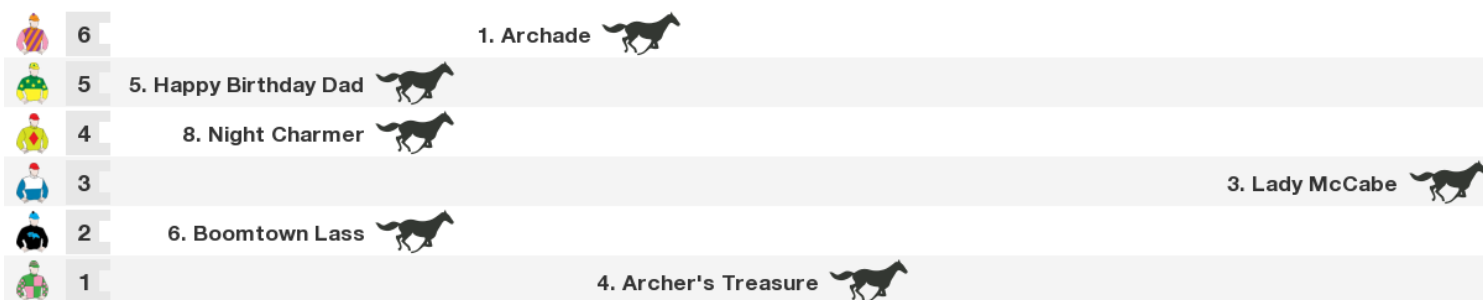 6 1. Archade
5 5. Happy Birthday Dad
4 8. Night Charmer
3 3. Lady McCabe
2 6. Boomtown Lass
1 4. Archer's Treasure